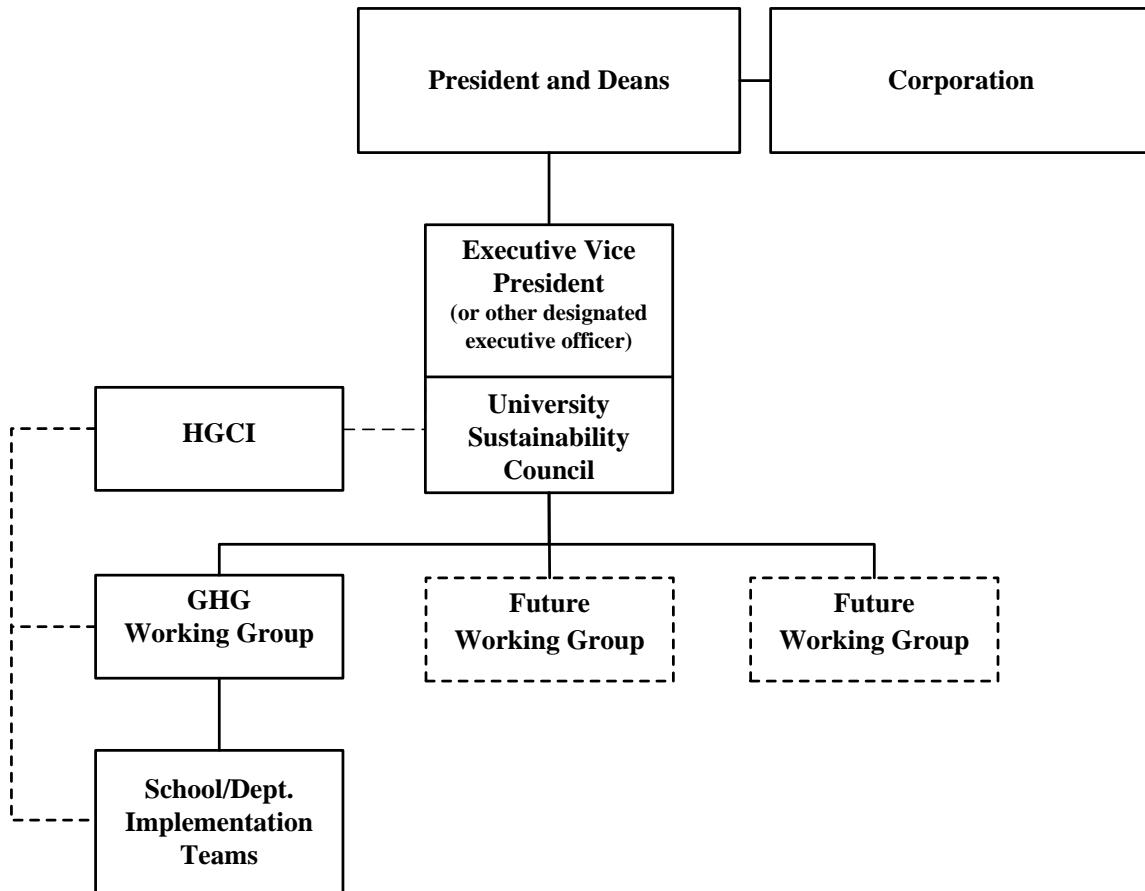 President and Deans
Corporation
Executive Vice
President
(or other designated
executive officer)
University
Sustainability
Council
HGCI
GHG
Working Group
Future
Working Group
Future
Working Group
School/Dept.
Implementation
Teams